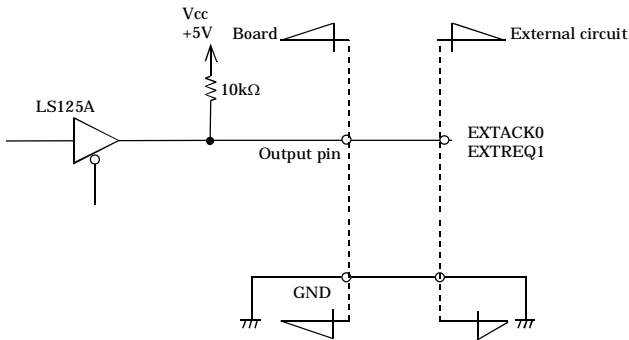 Vcc
+5V
Board
External circuit
10kΩ
LS125A
EXTACK0
EXTREQ1
Output pin
GND